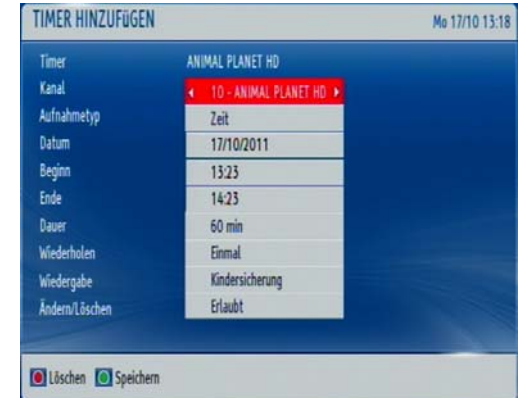 TIMER HINZUFüGEN Mo 17/10 13:18
Timer ANIMAL PLANET HD
Kanal 10 - ANIMAL PLANET HD
Aufnahmetyp Zeit
Datum 17/10/2011
Beginn 13:23
Ende 14:23
Dauer 60 min
Wiederholen Einmal
Wiedergabe Kindersicherung
Ändern/Löschen Erlaubt
Löschen Speichern